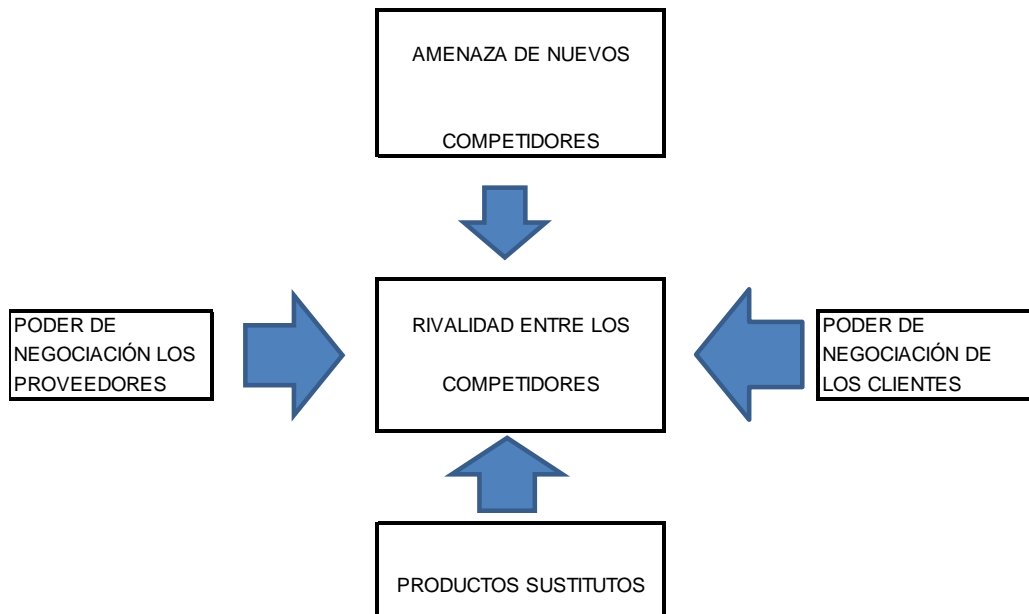 AMENAZA DE NUEVOS
COMPETIDORES
PODER DE
NEGOCIACIÓN LOS
PROVEEDORES
RIVALIDAD ENTRE LOS
COMPETIDORES
PODER DE
NEGOCIACIÓN DE
LOS CLIENTES
PRODUCTOS SUSTITUTOS